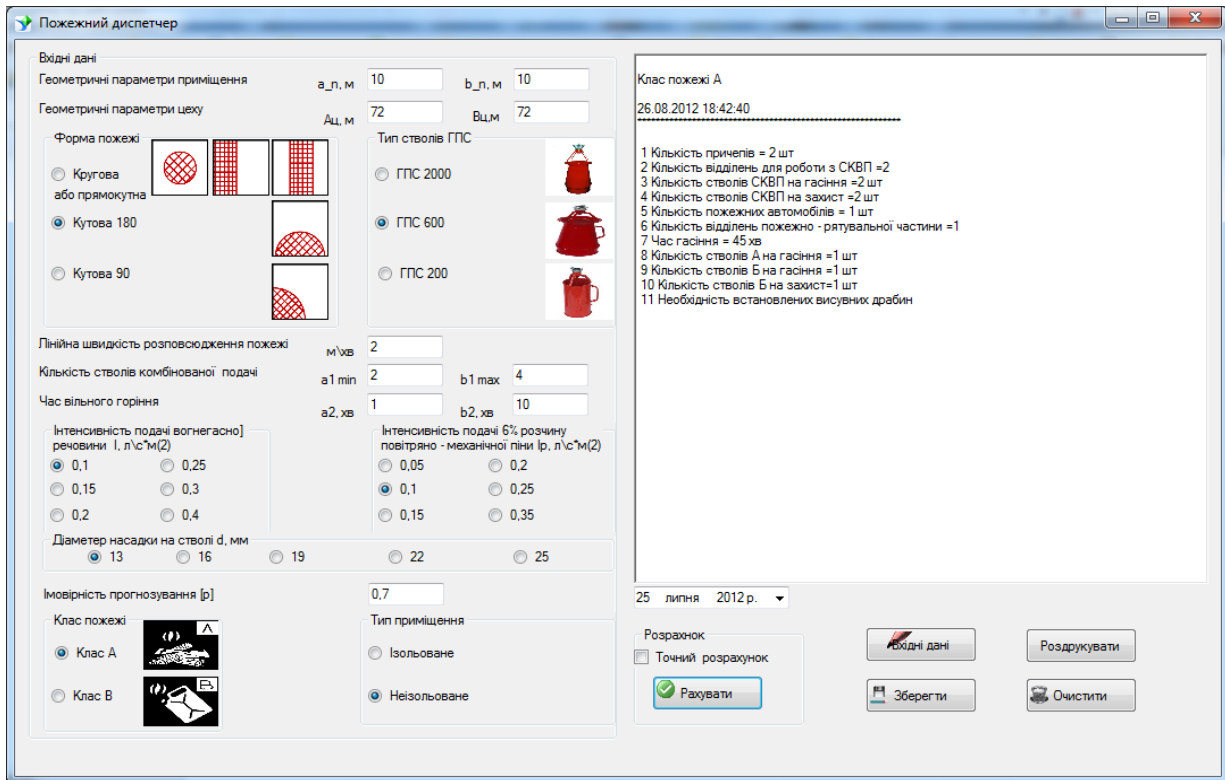 Пожежний диспетчер
Вхідні дані
Геометричні параметри приміщення a_п, м 10 b_п, м 10
Геометричні параметри цеху Ац, м 72 Вц,м 72
Форма пожежі
Кругова
або прямокутна
Кутова 180
Кутова 90
Тип стволів ГПС
ГПС 2000
ГПС 600
ГПС 200
Лінійна швидкість розповсюдження пожежі м\хв 2
Кількість стволів комбінованої подачі a1 min 2 b1 max 4
Час вільного горіння a2, хв 1 b2, хв 10
Інтенсивність подачі вогнегасно]
речовини I, л\с*м(2)
0,1 0,25
0,15 0,3
0,2 0,4
Інтенсивність подачі 6% розчину
повітряно - механічної піни Iр, л\с*м(2)
0,05 0,2
0,1 0,25
0,15 0,35
Діаметер насадки на стволі d, мм
13 16 19 22 25
Імовірність прогнозування [р] 0,7
Клас пожежі
Клас А
А
Клас В
В
Тип приміщення
Ізольоване
Неізольоване
Клас пожежі А
26.08.2012 18:42:40
1 Кількість причепів = 2 шт
2 Кількість відділень для роботи з СКВП =2
3 Кількість стволів СКВП на гасіння =2 шт
4 Кількість стволів СКВП на захист =2 шт
5 Кількість пожежних автомобілів = 1 шт
6 Кількість відділень пожежно - рятувальної частини =1
7 Час гасіння = 45 хв
8 Кількість стволів А на гасіння =1 шт
9 Кількість стволів Б на гасіння =1 шт
10 Кількість стволів Б на захист=1 шт
11 Необхідність встановлених висувних драбин
25 липня 2012 р.
Розрахнок
Точний розрахунок
Рахувати
Вхідні дані
Роздрукувати
Зберегти
Очистити